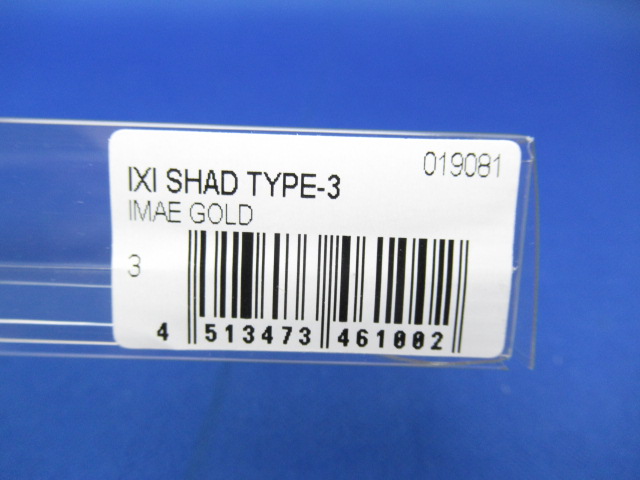 019081
IXI SHAD TYPE-3
IMAE GOLD
3
4 513473 461002